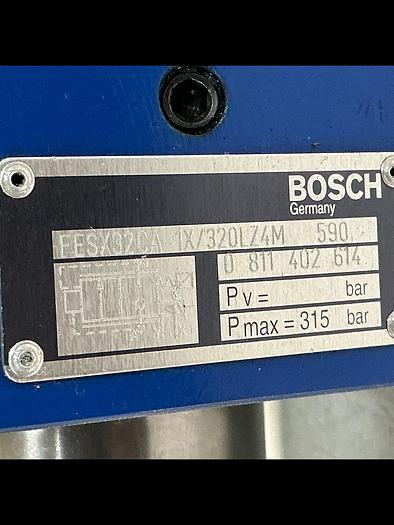 BOSCH
Germany
FESX32CA 1X/320LZ4M 590.
0 811 402 614.
Pv = bar
Pmax = 315 bar